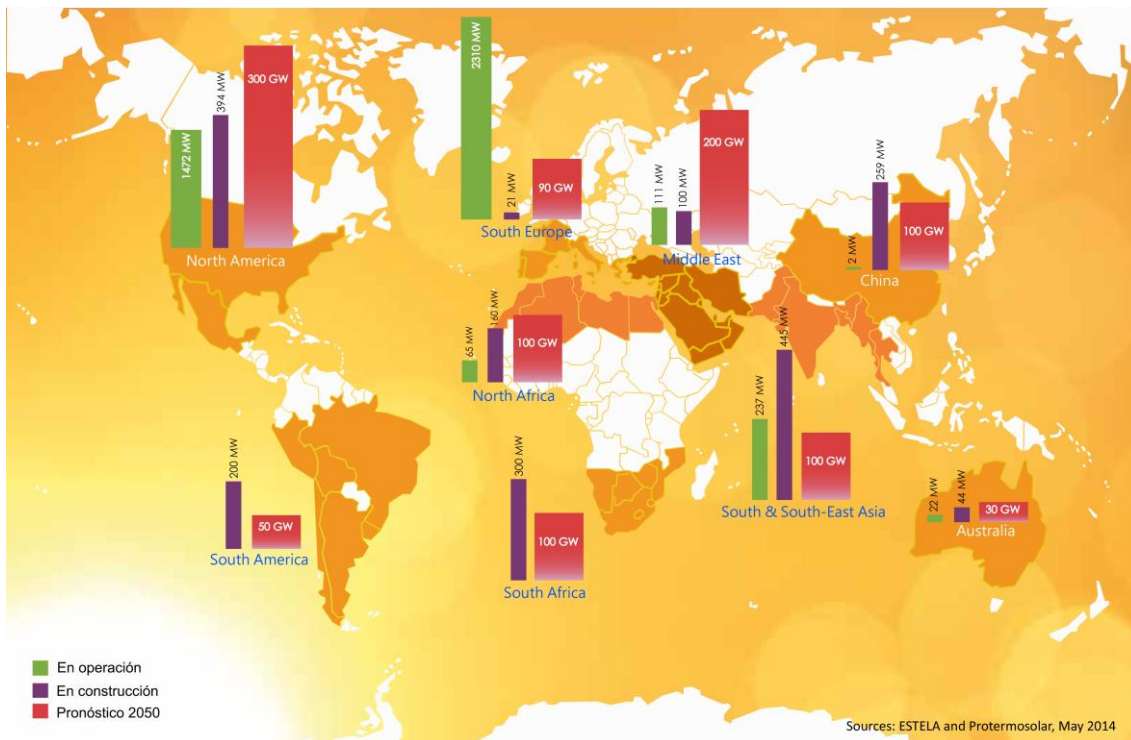 1472 MW
394 MW
300 GW
North America
2310 MW
21 MW
90 GW
South Europe
111 MW
100 MW
200 GW
Middle East
2 MW
259 MW
100 GW
China
65 MW
160 MW
100 GW
North Africa
237 MW
445 MW
100 GW
South & South-East Asia
200 MW
50 GW
South America
300 MW
100 GW
South Africa
22 MW
44 MW
30 GW
Australia
En operación
En construcción
Pronóstico 2050
Sources: ESTELA and Protermosolar, May 2014